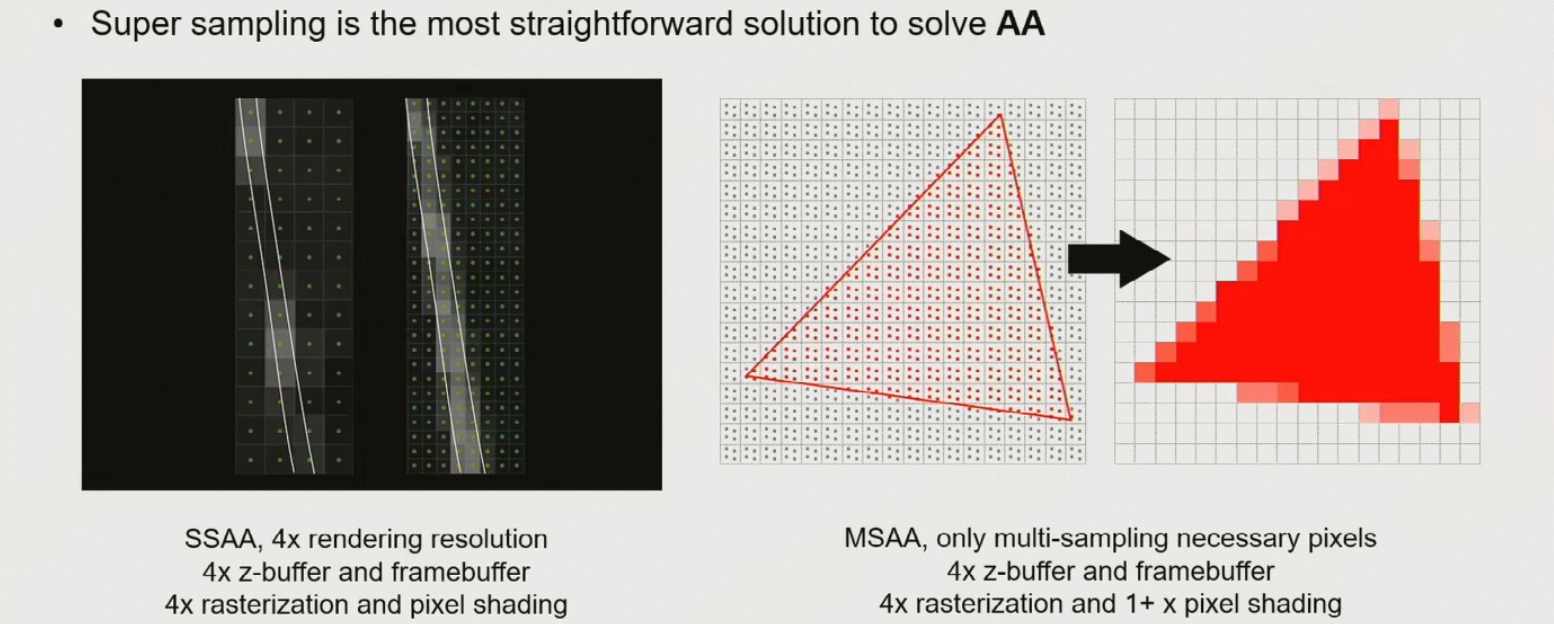 • Super sampling is the most straightforward solution to solve AA
SSAA, 4x rendering resolution
4x z-buffer and framebuffer
4x rasterization and pixel shading
MSAA, only multi-sampling necessary pixels
4x z-buffer and framebuffer
4x rasterization and 1+ x pixel shading